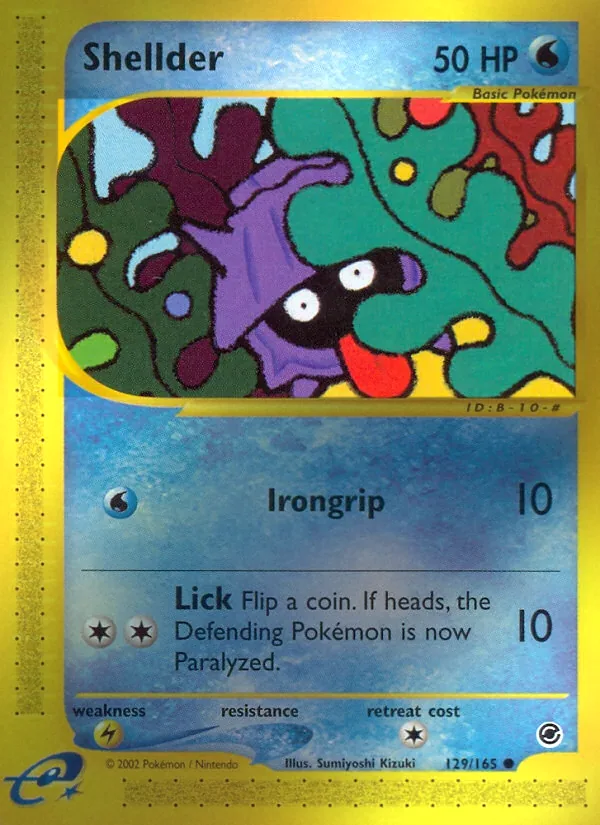 Shellder
50 HP
Basic Pokémon
ID:B-10-#
Irongrip 10
Lick Flip a coin. If heads, the
Defending Pokémon is now
Paralyzed.
10
weakness resistance retreat cost
© 2002 Pokémon / Nintendo Illus. Sumiyoshi Kizuki 129/165
e